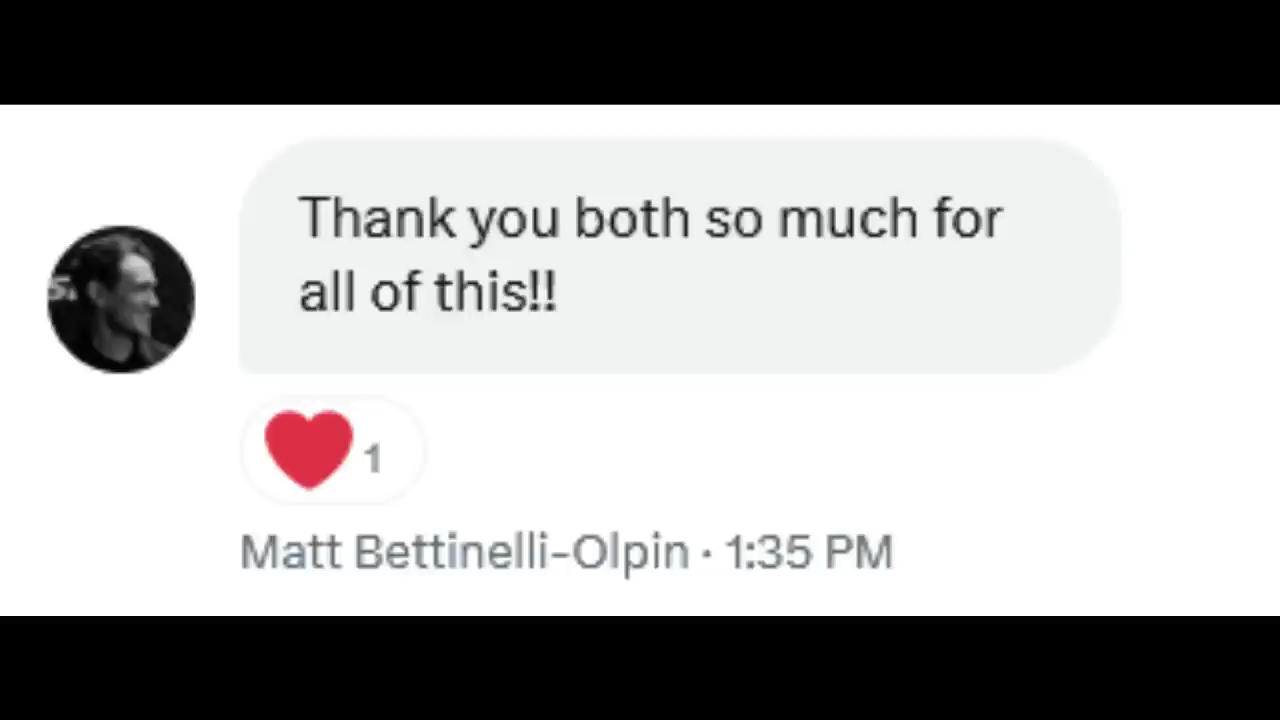 Thank you both so much for
all of this!!
1
Matt Bettinelli-Olpin · 1:35 PM